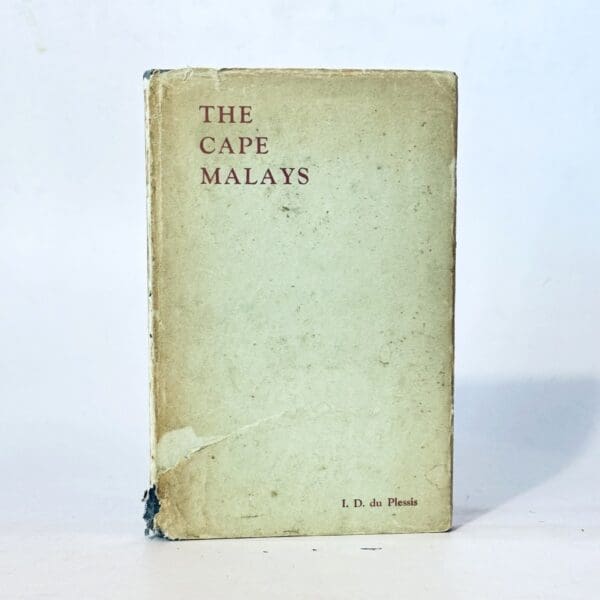 THE
CAPE
MALAYS
I. D. du Plessis